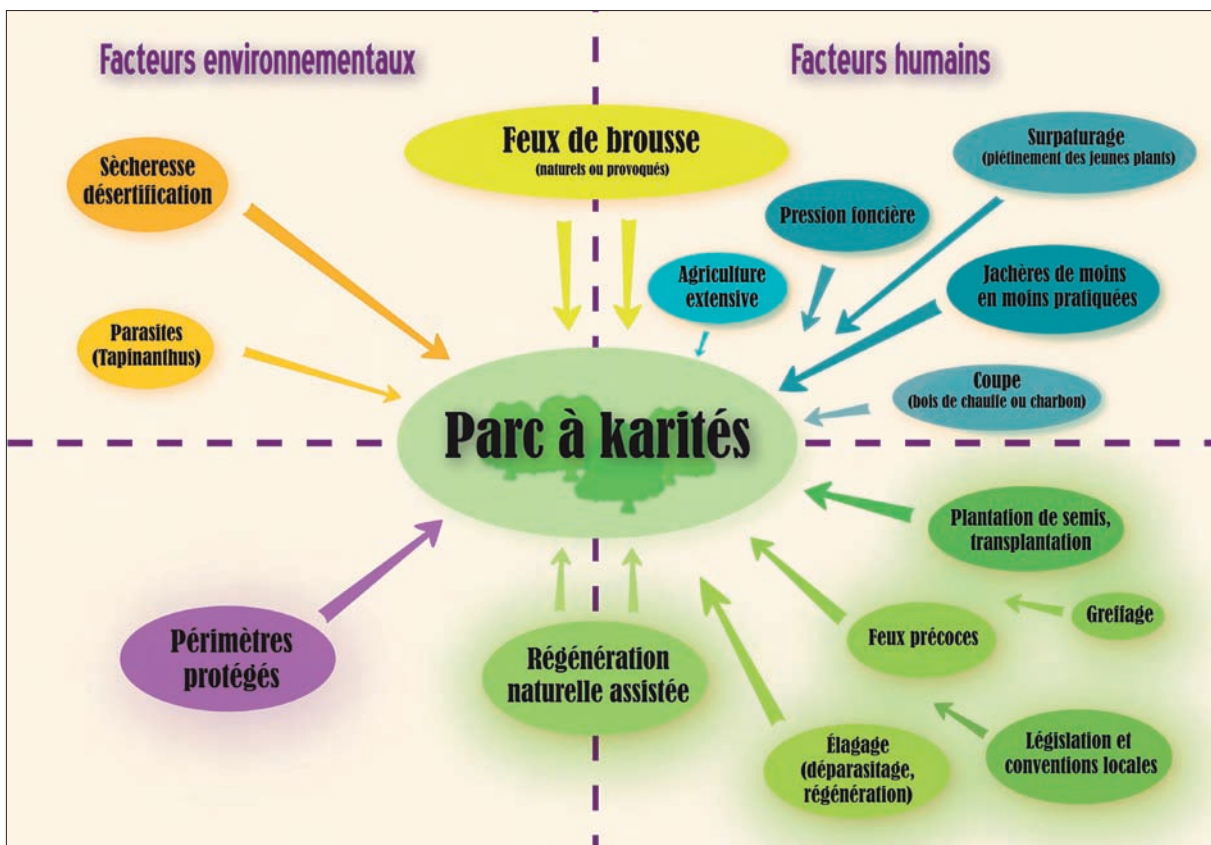 Facteurs environnementaux
Facteurs humains
Feux de brousse
(naturels ou provoqués)
Sècheresse
désertification
Surpaturage
(piétinement des jeunes plants)
Pression foncière
Agriculture
extensive
Jachères de moins
en moins pratiquées
Parasites
(Tapinanthus)
Coupe
(bois de chauffe ou charbon)
Parc à karités
Plantation de semis,
transplantation
Greffage
Feux précoces
Périmètres
protégés
Régénération
naturelle assistée
Législation et
conventions locales
Élagage
(déparasitage,
régénération)